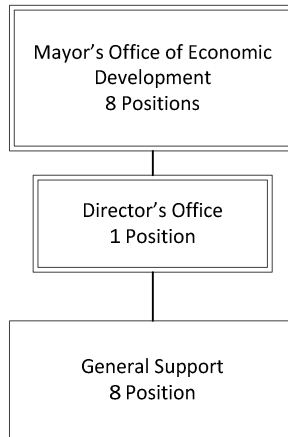 Mayor's Office of Economic
Development
8 Positions
Director's Office
1 Position
General Support
8 Position